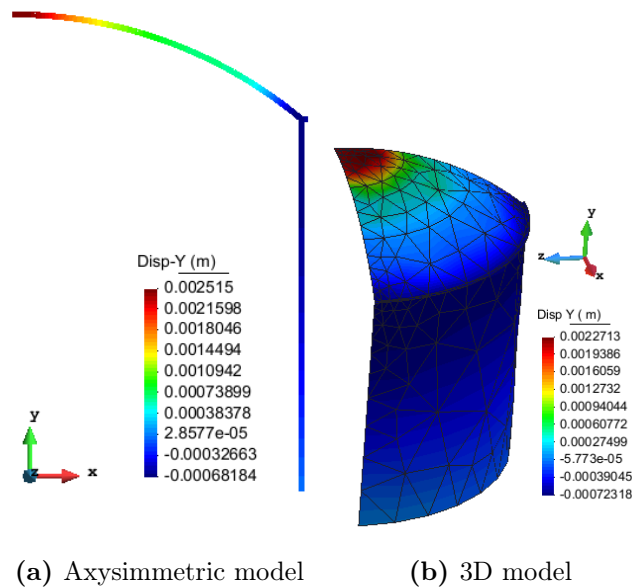 Disp-Y (m)
0.002515
0.0021598
0.0018046
0.0014494
0.0010942
0.00073899
0.00038378
2.8577e-05
-0.00032663
-0.00068184
y
z
x
y
z
x
Disp Y ( m)
0.0022713
0.0019386
0.0016059
0.0012732
0.00094044
0.00060772
0.00027499
-5.773e-05
-0.00039045
-0.00072318
(a) Axysimmetric model
(b) 3D model